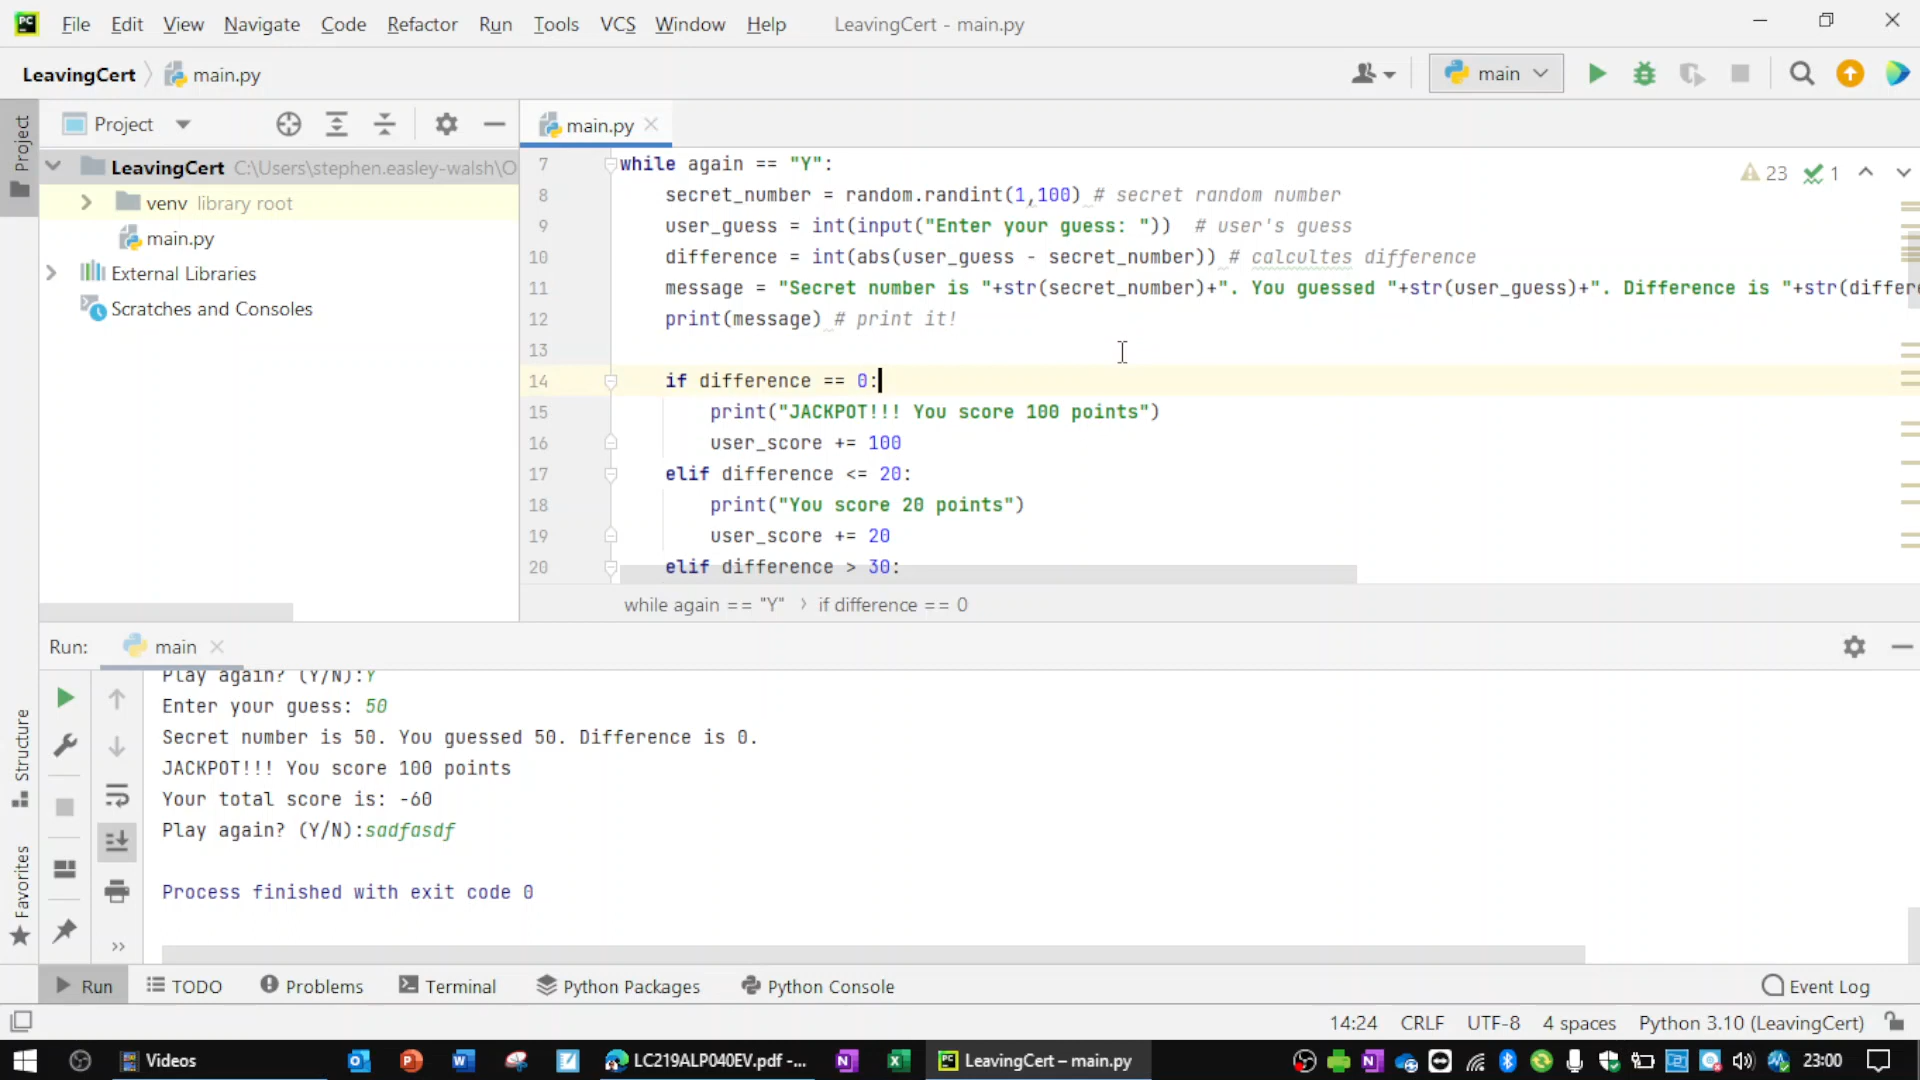 File Edit View Navigate Code Refactor Run Tools VCS Window Help LeavingCert - main.py
LeavingCert main.py
main
Project
Project
main.py
LeavingCert C:\Users\stephen.easley-walsh\O
venv library root
main.py
External Libraries
Scratches and Consoles
23 1
7 while again == "Y":
8 secret_number = random.randint(1,100) # secret random number
9 user_guess = int(input("Enter your guess: ")) # user's guess
10 difference = int(abs(user_guess - secret_number)) # calcultes difference
11 message = "Secret number is "+str(secret_number)+". You guessed "+str(user_guess)+". Difference is "+str(differe
12 print(message) # print it!
13
14 if difference == 0:
15 print("JACKPOT!!! You score 100 points")
16 user_score += 100
17 elif difference <= 20:
18 print("You score 20 points")
19 user_score += 20
20 elif difference > 30:
while again == "Y" › if difference == 0
Run: main
Play again? (Y/N):Y
Enter your guess: 50
Secret number is 50. You guessed 50. Difference is 0.
JACKPOT!!! You score 100 points
Your total score is: -60
Play again? (Y/N):sadfasdf
Process finished with exit code 0
Structure
Favorites
Run TODO Problems Terminal Python Packages Python Console Event Log
14:24 CRLF UTF-8 4 spaces Python 3.10 (LeavingCert)
Videos LC219ALP040EV.pdf -... LeavingCert – main.py 23:00